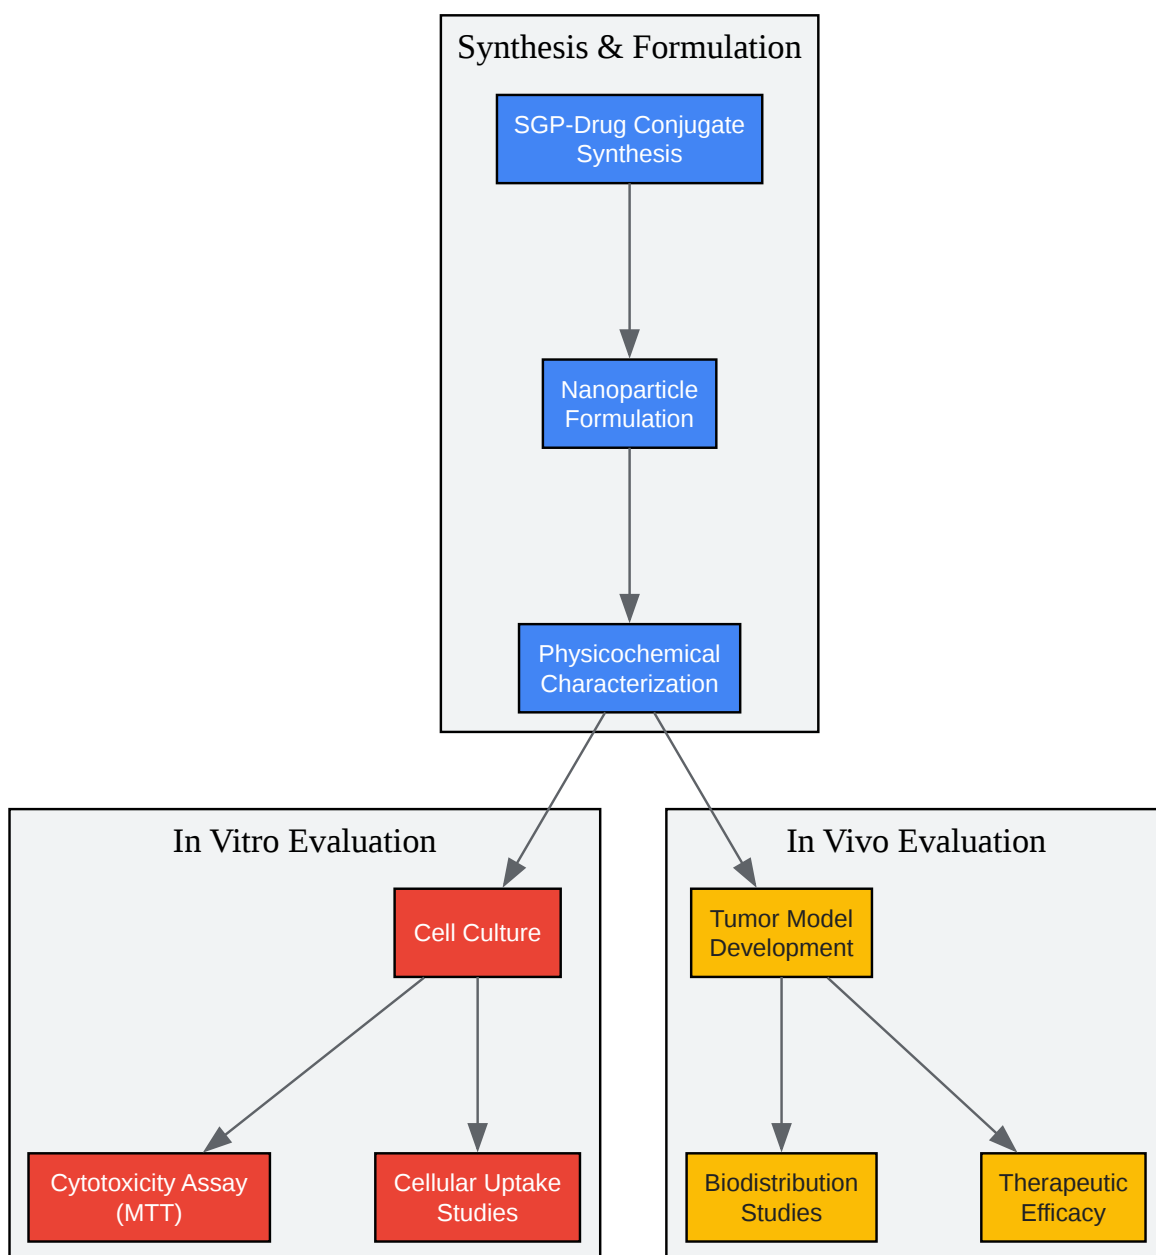 Synthesis & Formulation
SGP-Drug Conjugate
Synthesis
Nanoparticle
Formulation
Physicochemical
Characterization
In Vitro Evaluation
Cell Culture
Cytotoxicity Assay
(MTT)
Cellular Uptake
Studies
In Vivo Evaluation
Tumor Model
Development
Biodistribution
Studies
Therapeutic
Efficacy